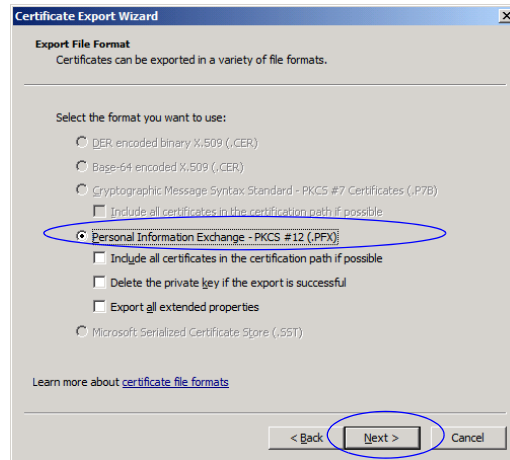 Certificate Export Wizard
Export File Format
Certificates can be exported in a variety of file formats.
Select the format you want to use:
DER encoded binary X.509 (.CER)
Base-64 encoded X.509 (.CER)
Cryptographic Message Syntax Standard - PKCS #7 Certificates (.P7B)
Include all certificates in the certification path if possible
Personal Information Exchange - PKCS #12 (.PFX)
Include all certificates in the certification path if possible
Delete the private key if the export is successful
Export all extended properties
Microsoft Serialized Certificate Store (.SST)
Learn more about certificate file formats
< Back Next > Cancel